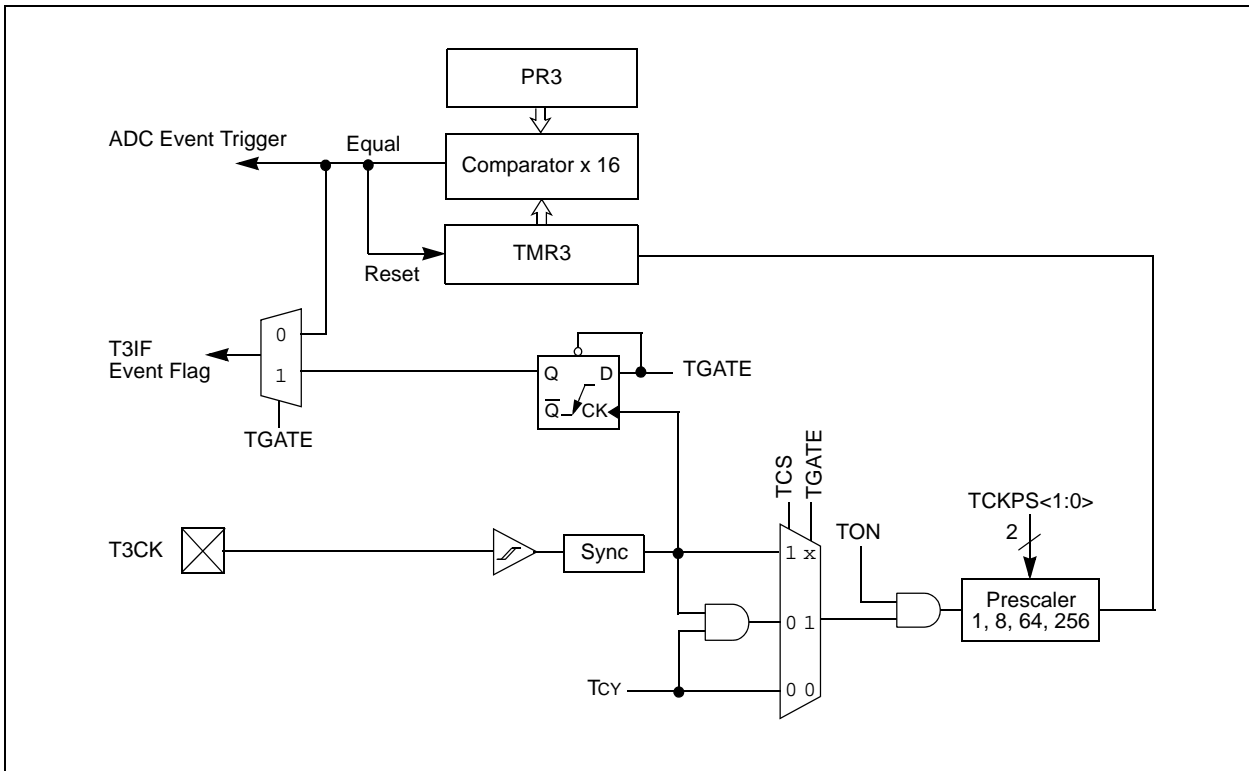 PR3
ADC Event Trigger
Equal
Comparator x 16
TMR3
Reset
0
T3IF
Event Flag
1
Q
D
TGATE
Q̅
CK
TGATE
TCS
TGATE
TCKPS<1:0>
2
T3CK
Sync
1 x
TON
Prescaler
1, 8, 64, 256
0 1
TCY
0 0